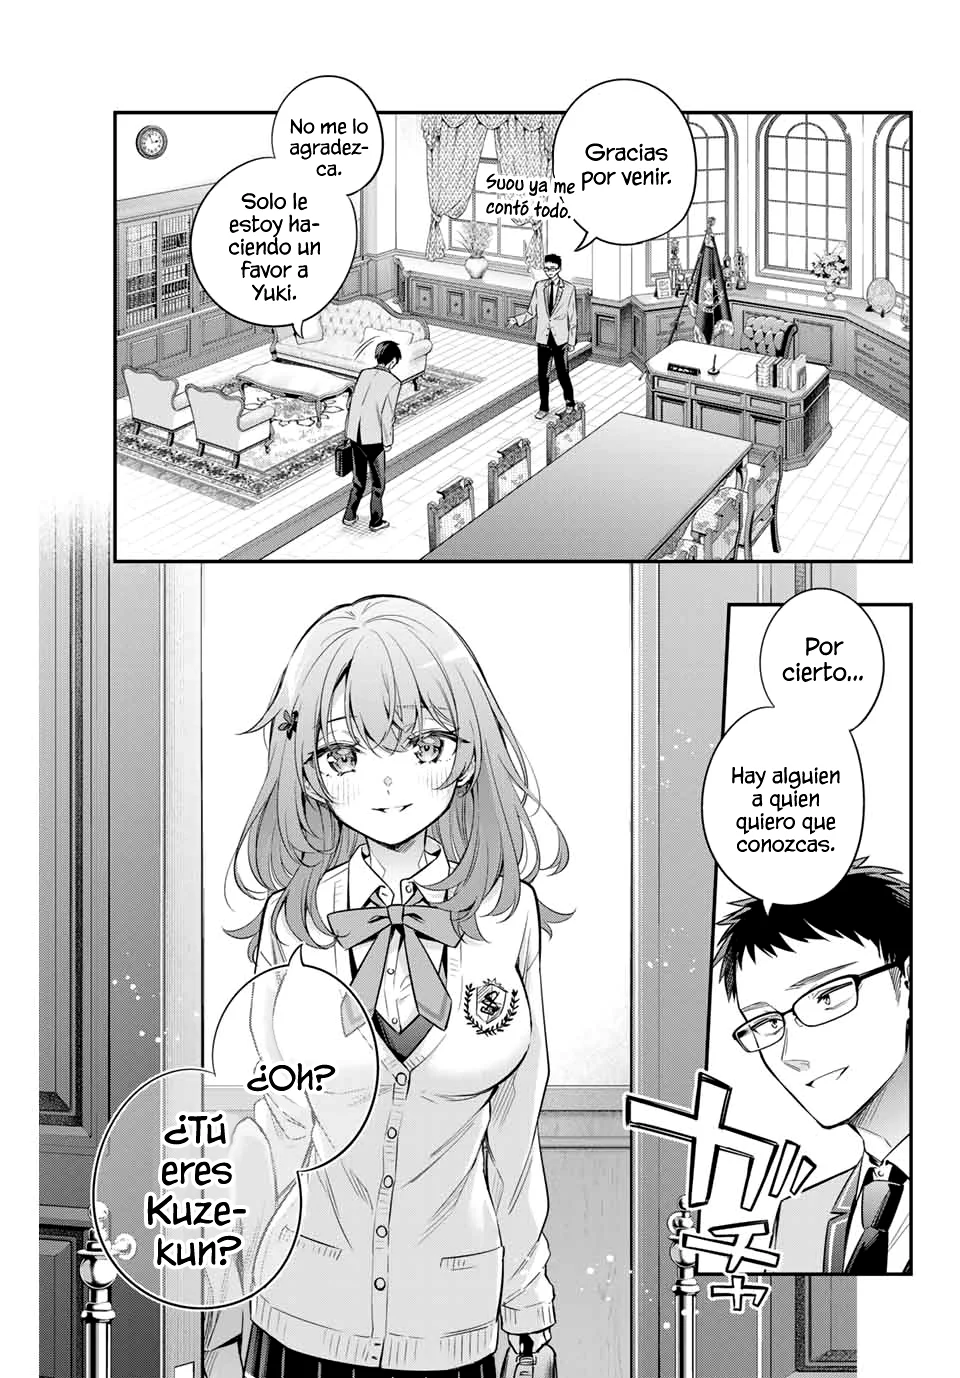 Gracias
por venir.
Suou ya me
contó todo.
No me lo
agradez-
ca.
Solo le
estoy ha-
ciendo un
favor a
Yuki.
Por
cierto...
Hay alguien
a quien
quiero que
conozcas.
ガチャ
¿Oh?
¿Tú
eres
Kuze-
kun?